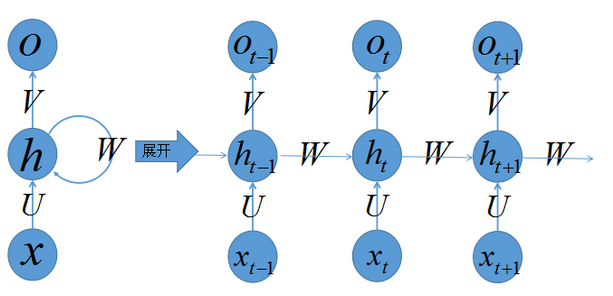 o o_{t-1} o_t o_{t+1}
V V V V
h W 展开 h_{t-1} W h_t W h_{t+1} W
U U U U
x x_{t-1} x_t x_{t+1}